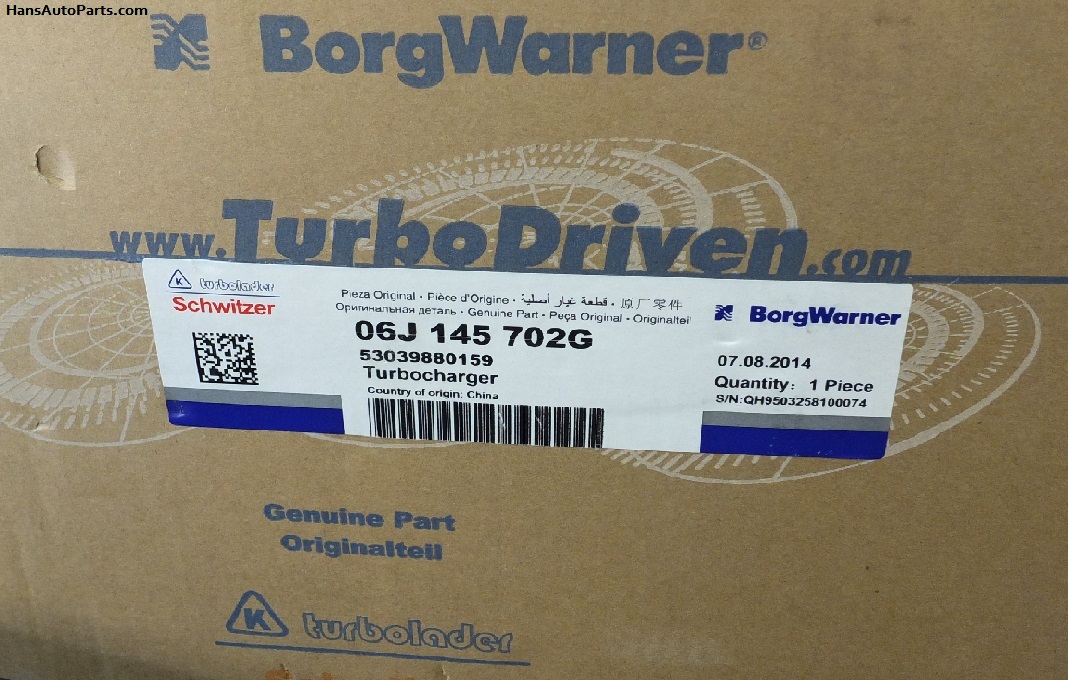 HansAutoParts.com
BorgWarner®
www.TurboDriven.com
K turbolader
Schwitzer
Pieza Original · Pièce d'Origine · قطعة غيار أصلية · 原厂零件
Оригинальная деталь · Genuine Part · Peça Original · Originalteil
06J 145 702G
53039880159
Turbocharger
Country of origin: China
BorgWarner
07.08.2014
Quantity: 1 Piece
S/N:QH9503258100074
Genuine Part
Originalteil
K turbolader